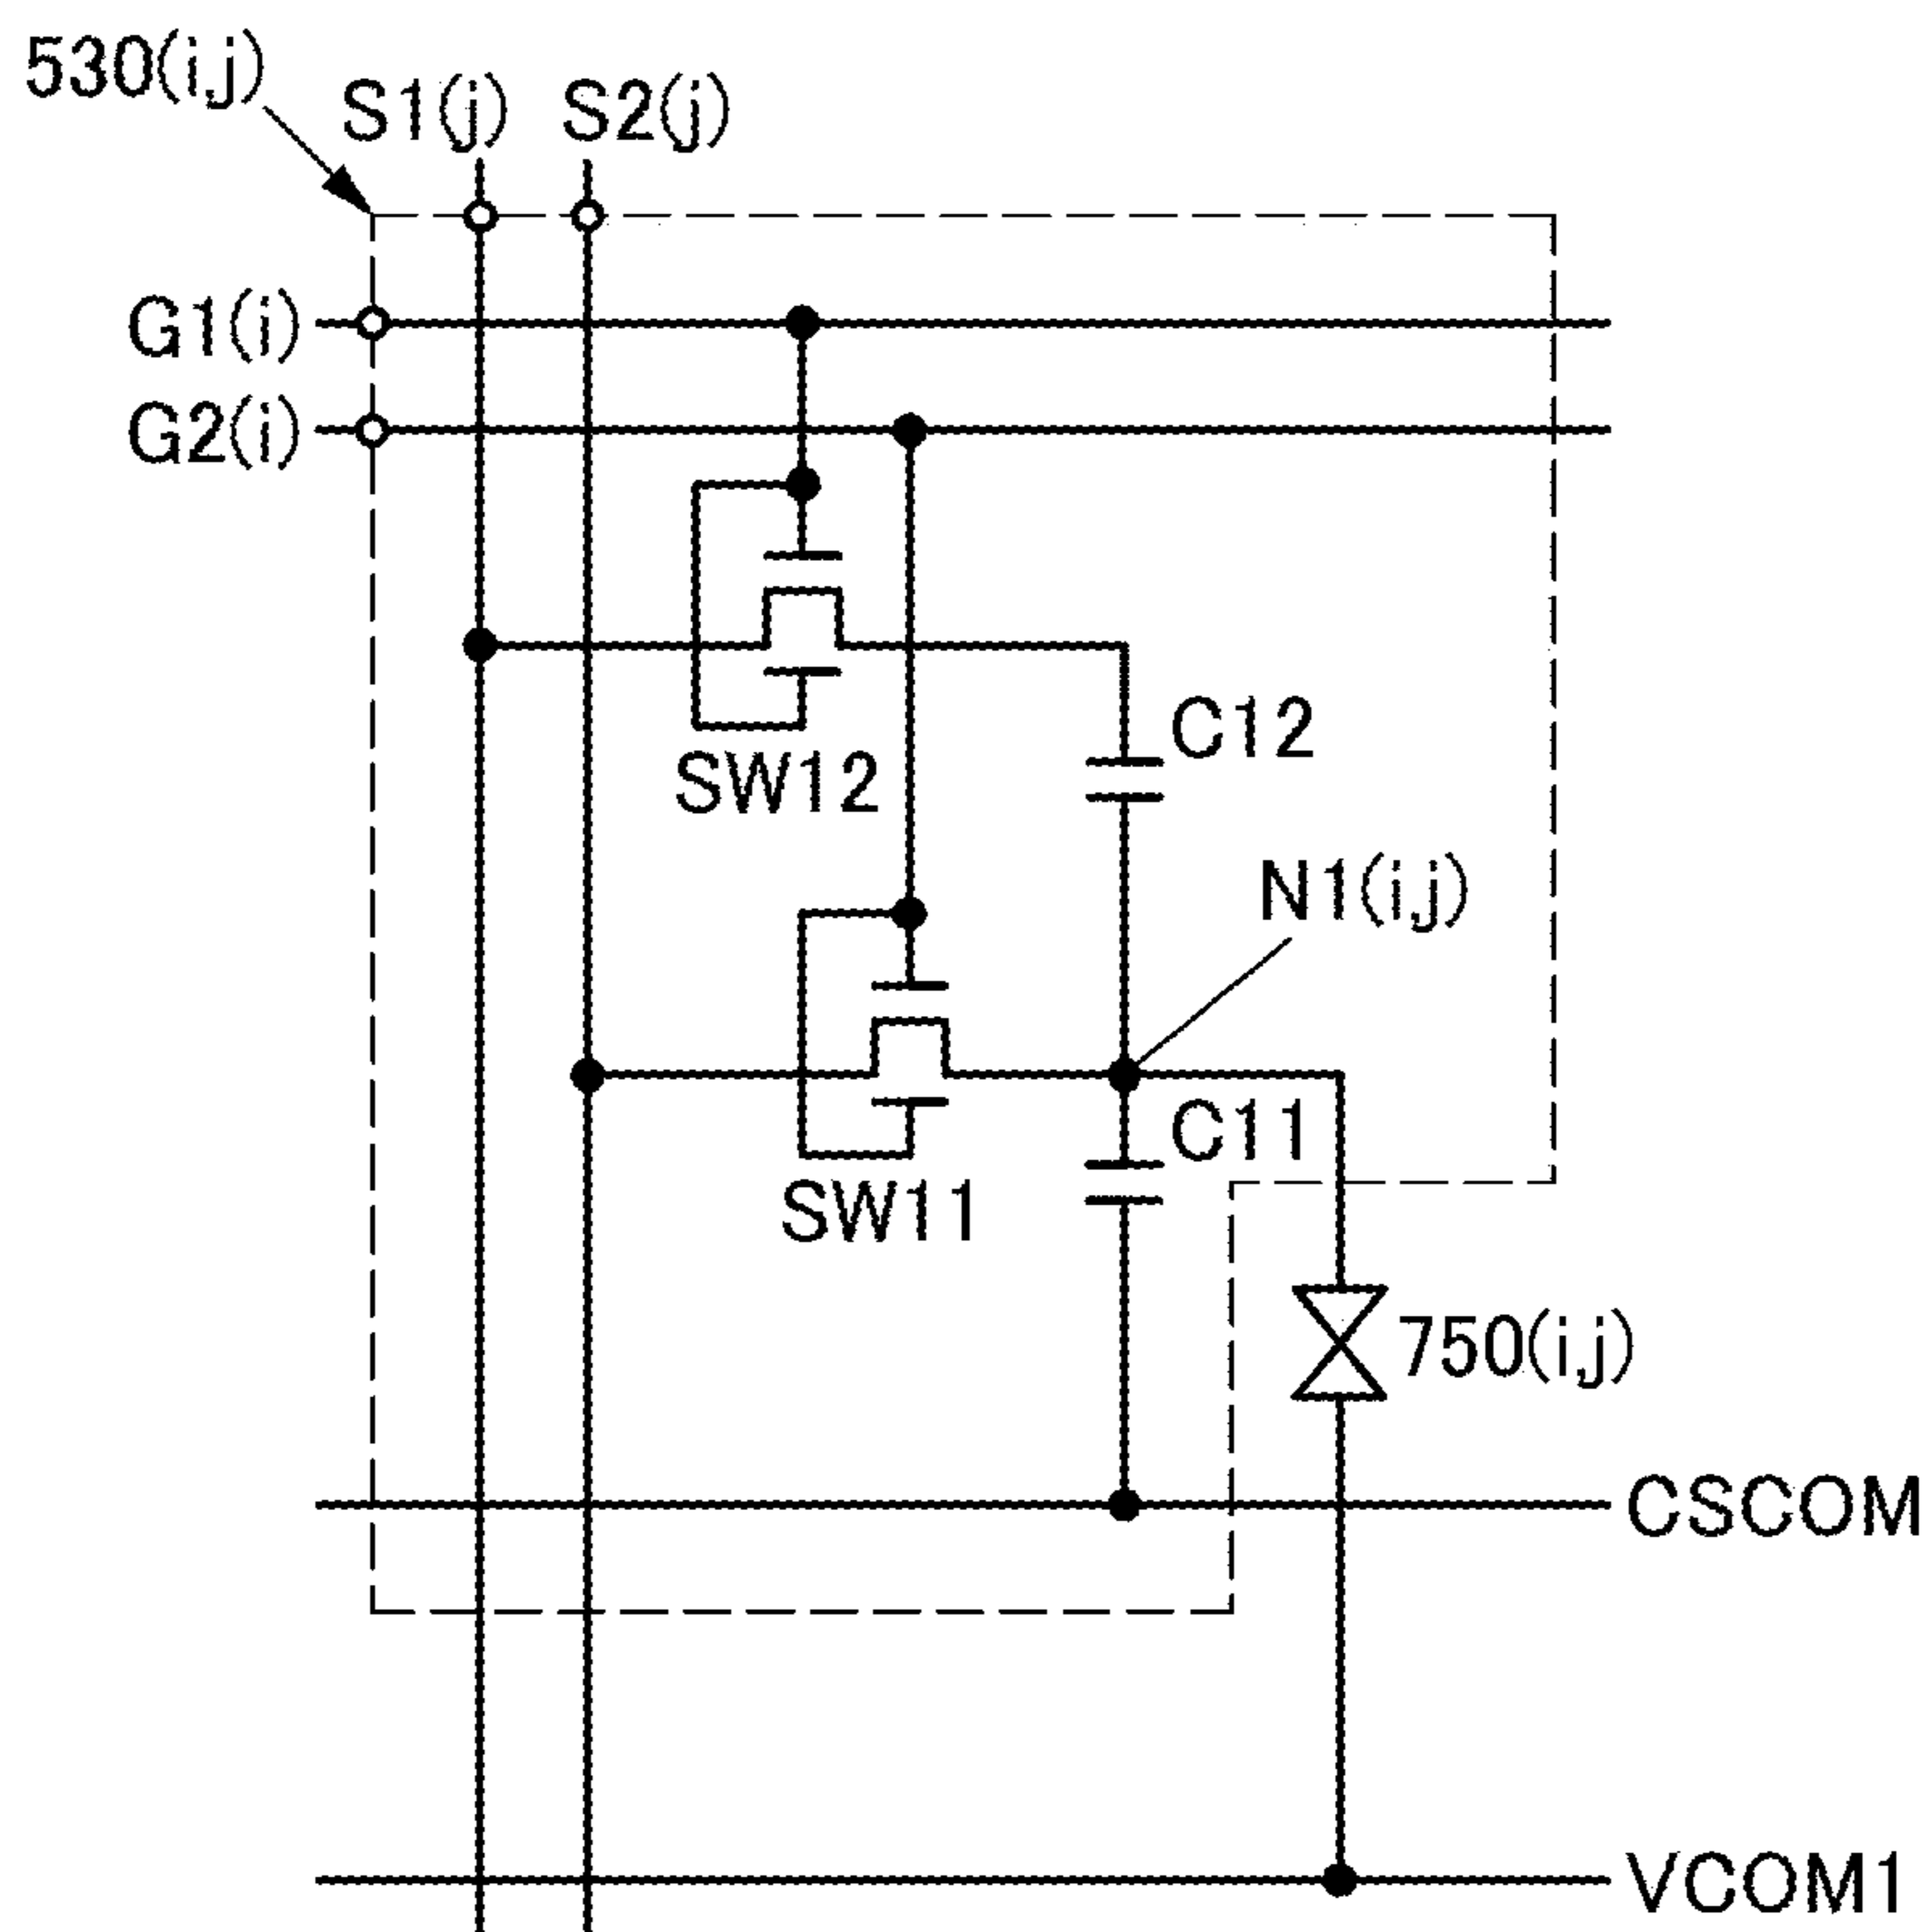 530(i,j)
S1(j)
S2(j)
G1(i)
G2(i)
C12
SW12
N1(i,j)
C11
SW11
750(i,j)
CSCOM
VCOM1